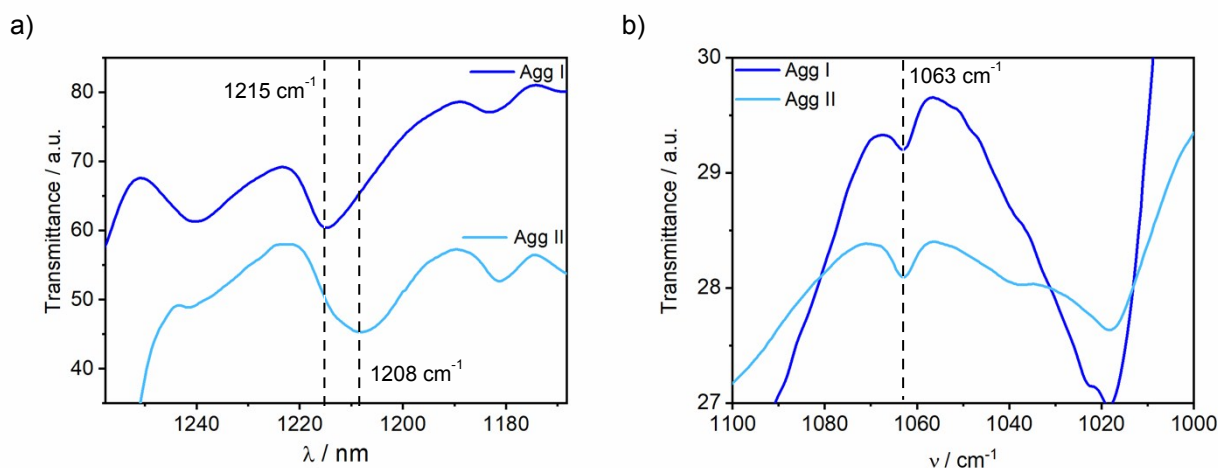 a)
Transmittance / a.u.
80
70
60
50
40
1240
1220
1200
1180
λ / nm
1215 cm⁻¹
1208 cm⁻¹
Agg I
Agg II
b)
Transmittance / a.u.
30
29
28
27
1100
1080
1060
1040
1020
1000
ν / cm⁻¹
Agg I
Agg II
1063 cm⁻¹